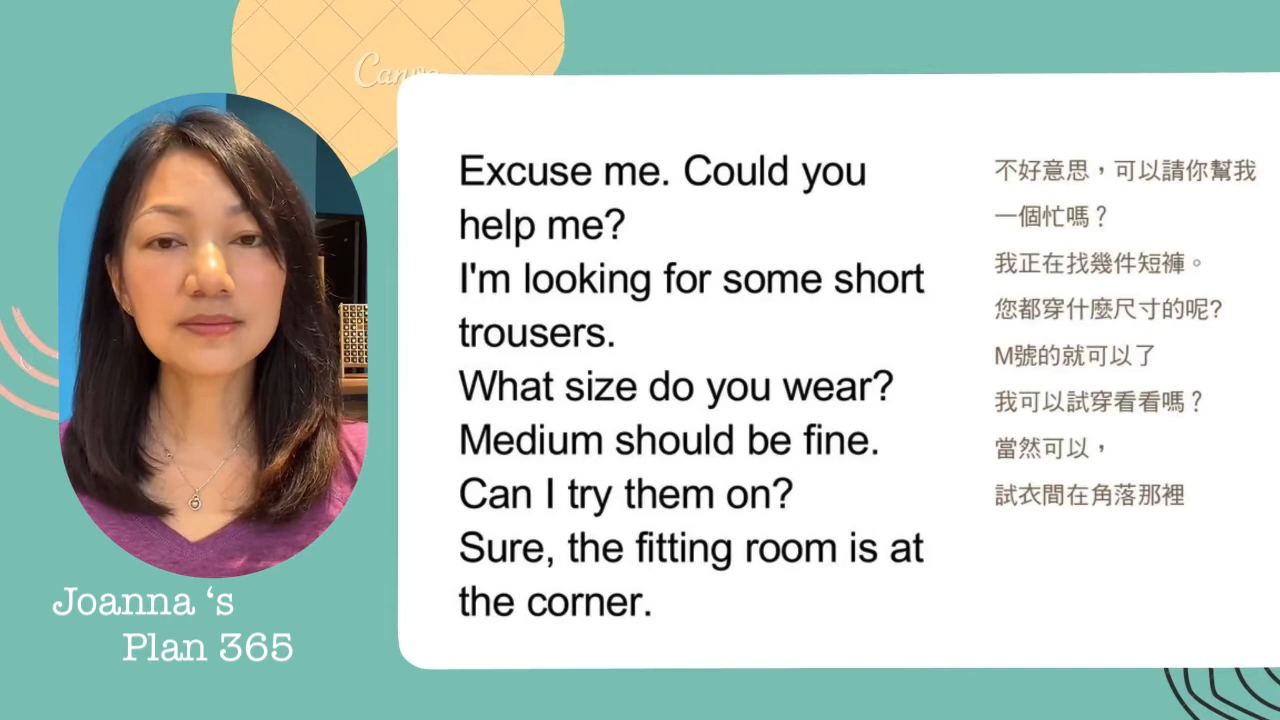 Canva
Excuse me. Could you
help me?
I'm looking for some short
trousers.
What size do you wear?
Medium should be fine.
Can I try them on?
Sure, the fitting room is at
the corner.
不好意思，可以請你幫我
一個忙嗎？
我正在找幾件短褲。
您都穿什麼尺寸的呢?
M號的就可以了
我可以試穿看看嗎？
當然可以，
試衣間在角落那裡
Joanna ‘s
Plan 365